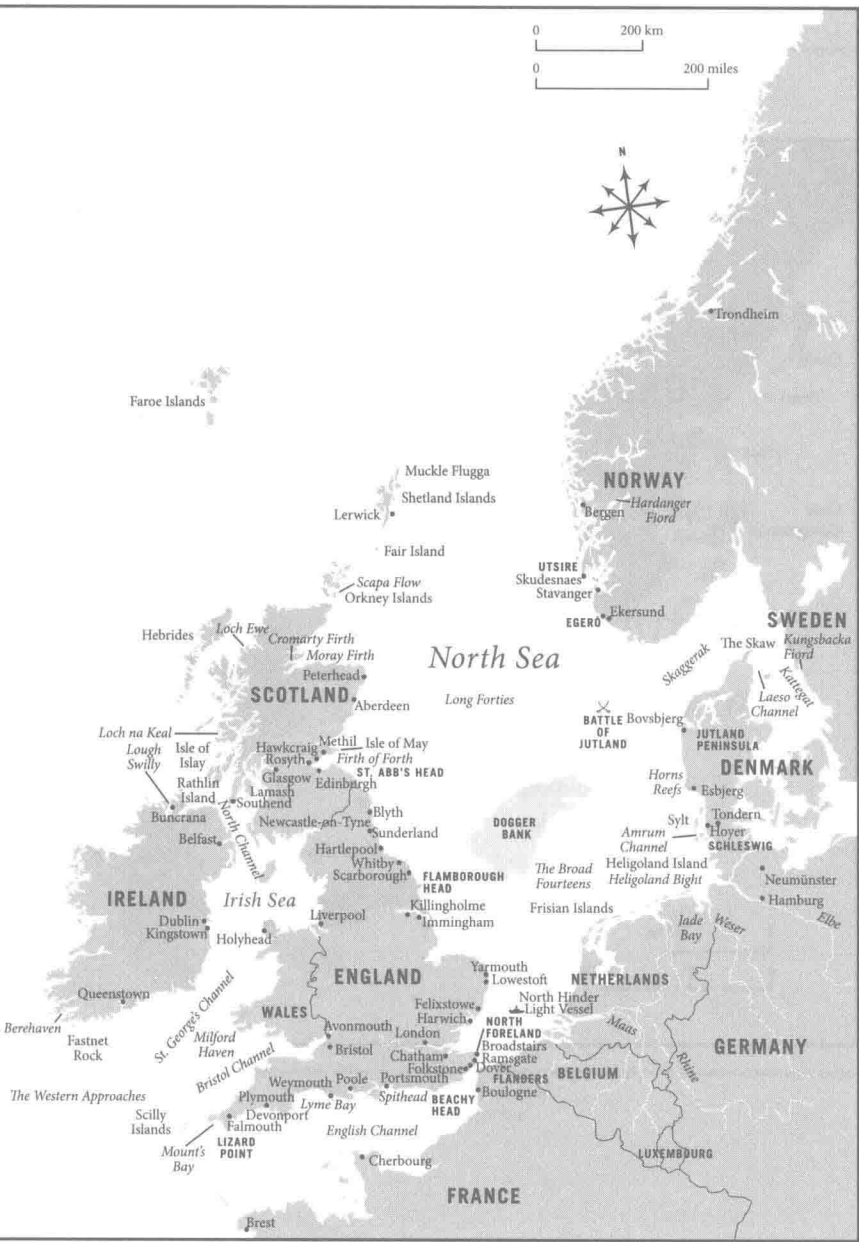 0 200 km
0 200 miles
N
Trondheim
Faroe Islands
Muckle Flugga
Shetland Islands
Lerwick
NORWAY
Bergen
Hardanger
Fiord
Fair Island
UTSIRE
Skudesnaes
Stavanger
Scapa Flow
Orkney Islands
EGERÖ
Ekersund
SWEDEN
Hebrides
Loch Ewe
Cromarty Firth
Moray Firth
North Sea
Skaggerak
The Skaw
Kungsbacka
Fiord
Kattegat
Laeso
Channel
Peterhead
SCOTLAND
Aberdeen
Long Forties
BATTLE
OF
JUTLAND
Bovsbjerg
JUTLAND
PENINSULA
DENMARK
Loch na Keal
Lough
Swilly
Isle of
Islay
Hawkcraig
Methil
Isle of May
Rosyth
Firth of Forth
ST. ABB'S HEAD
Glasgow
Edinburgh
Rathlin
Island
Lamash
Southend
Horns
Reefs
Esbjerg
Buncrana
North Channel
Newcastle-on-Tyne
Blyth
Sunderland
DOGGER
BANK
Sylt
Tondern
Hoyer
Amrum
Channel
SCHLESWIG
Belfast
Hartlepool
Whitby
Scarborough
FLAMBOROUGH
HEAD
The Broad
Fourteens
Heligoland Island
Heligoland Bight
Neumünster
Hamburg
Elbe
IRELAND
Irish Sea
Killingholme
Immingham
Frisian Islands
Jade
Bay
Weser
Dublin
Kingstown
Holyhead
Liverpool
ENGLAND
Yarmouth
Lowestoft
NETHERLANDS
Queenstown
St. George's Channel
WALES
Felixstowe
Harwich
North Hinder
Light Vessel
Maas
Berehaven
Fastnet
Rock
Milford
Haven
Avonmouth
London
NORTH
FORELAND
Rhine
GERMANY
Bristol Channel
Bristol
Chatham
Broadstairs
Ramsgate
Folkstone
Dover
FLANDERS
BELGIUM
The Western Approaches
Weymouth
Poole
Portsmouth
Boulogne
Scilly
Islands
Plymouth
Devonport
Lyme Bay
Spithead
BEACHY
HEAD
Falmouth
Mount's
Bay
LIZARD
POINT
English Channel
LUXEMBOURG
Cherbourg
FRANCE
Brest